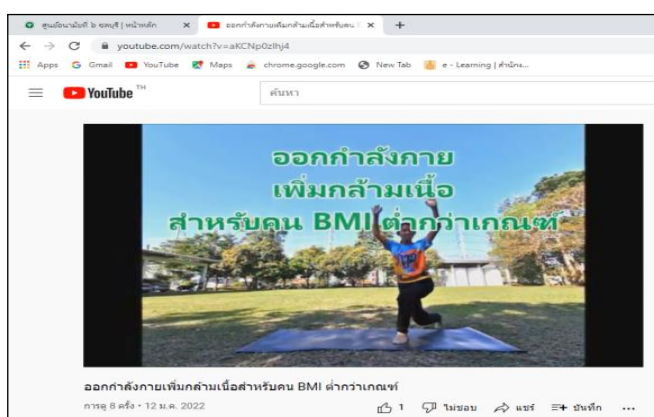 ศูนย์อนามัยที่ ๖ ชลบุรี | หน้าหลัก
ออกกำลังกายเพิ่มกล้ามเนื้อสำหรับคน
youtube.com/watch?v=aKCNp0zlhj4
Apps Gmail YouTube Maps chrome.google.com New Tab e - Learning | สำนัก...
YouTube TH
ค้นหา
ออกกำลังกาย
เพิ่มกล้ามเนื้อ
สำหรับคน BMI ต่ำกว่าเกณฑ์
ออกกำลังกายเพิ่มกล้ามเนื้อสำหรับคน BMI ต่ำกว่าเกณฑ์
การดู 8 ครั้ง • 12 ม.ค. 2022
1 ไม่ชอบ แชร์ บันทึก ...